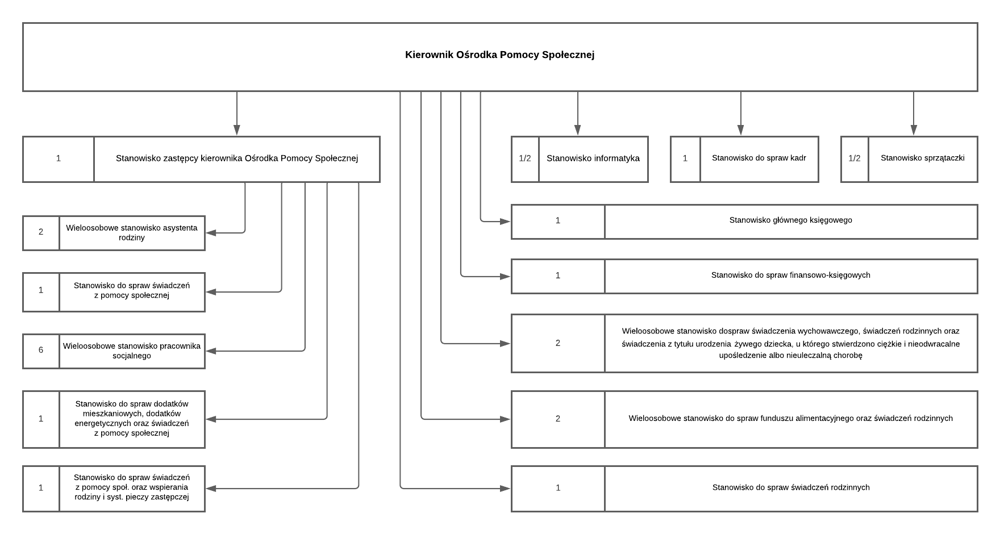 Kierownik Ośrodka Pomocy Społecznej
1
Stanowisko zastępcy kierownika Ośrodka Pomocy Społecznej
1/2
Stanowisko informatyka
1
Stanowisko do spraw kadr
1/2
Stanowisko sprzątaczki
2
Wieloosobowe stanowisko asystenta
rodziny
1
Stanowisko do spraw świadczeń
z pomocy społecznej
6
Wieloosobowe stanowisko pracownika
socjalnego
1
Stanowisko do spraw dodatków
mieszkaniowych, dodatków
energetycznych oraz świadczeń
z pomocy społecznej
1
Stanowisko do spraw świadczeń
z pomocy społ. oraz wspierania
rodziny i syst. pieczy zastępczej
1
Stanowisko głównego księgowego
1
Stanowisko do spraw finansowo-księgowych
2
Wieloosobowe stanowisko dospraw świadczenia wychowawczego, świadczeń rodzinnych oraz
świadczenia z tytułu urodzenia żywego dziecka, u którego stwierdzono ciężkie i nieodwracalne
upośledzenie albo nieuleczalną chorobę
2
Wieloosobowe stanowisko do spraw funduszu alimentacyjnego oraz świadczeń rodzinnych
1
Stanowisko do spraw świadczeń rodzinnych